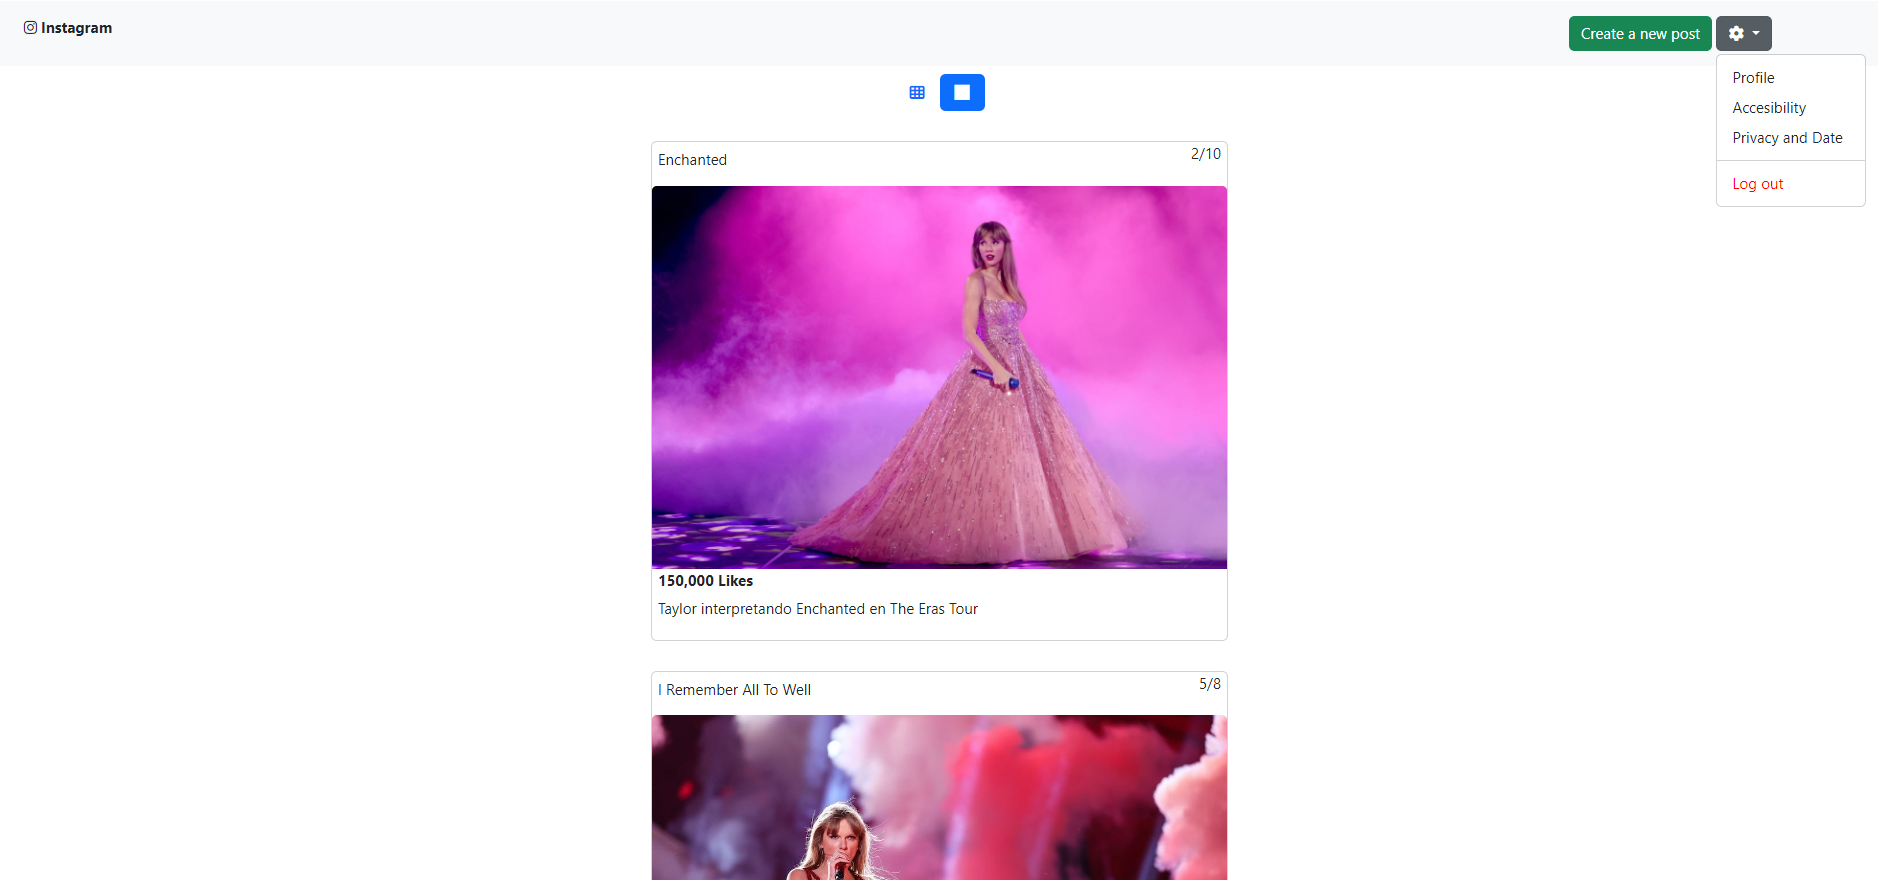 Instagram
Create a new post
Profile
Accesibility
Privacy and Date
Log out
Enchanted
2/10
150,000 Likes
Taylor interpretando Enchanted en The Eras Tour
I Remember All To Well
5/8